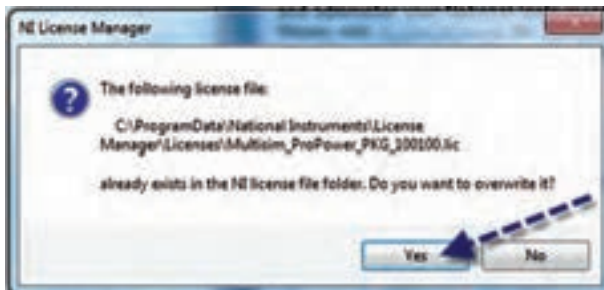 NI License Manager
The following license file:
C:\ProgramData\National Instruments\License
Manager\Licenses\Multisim_ProPower_PKG_100100.lic
already exists in the NI license file folder. Do you want to overwrite it?
Yes
No